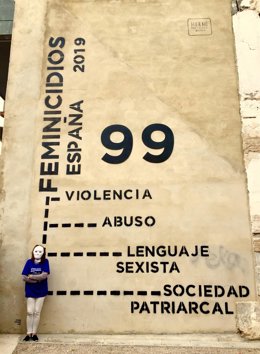 FEMINICIDIOS
ESPAÑA 2019
99
VIOLENCIA
ABUSO
LENGUAJE
SEXISTA
SOCIEDAD
PATRIARCAL